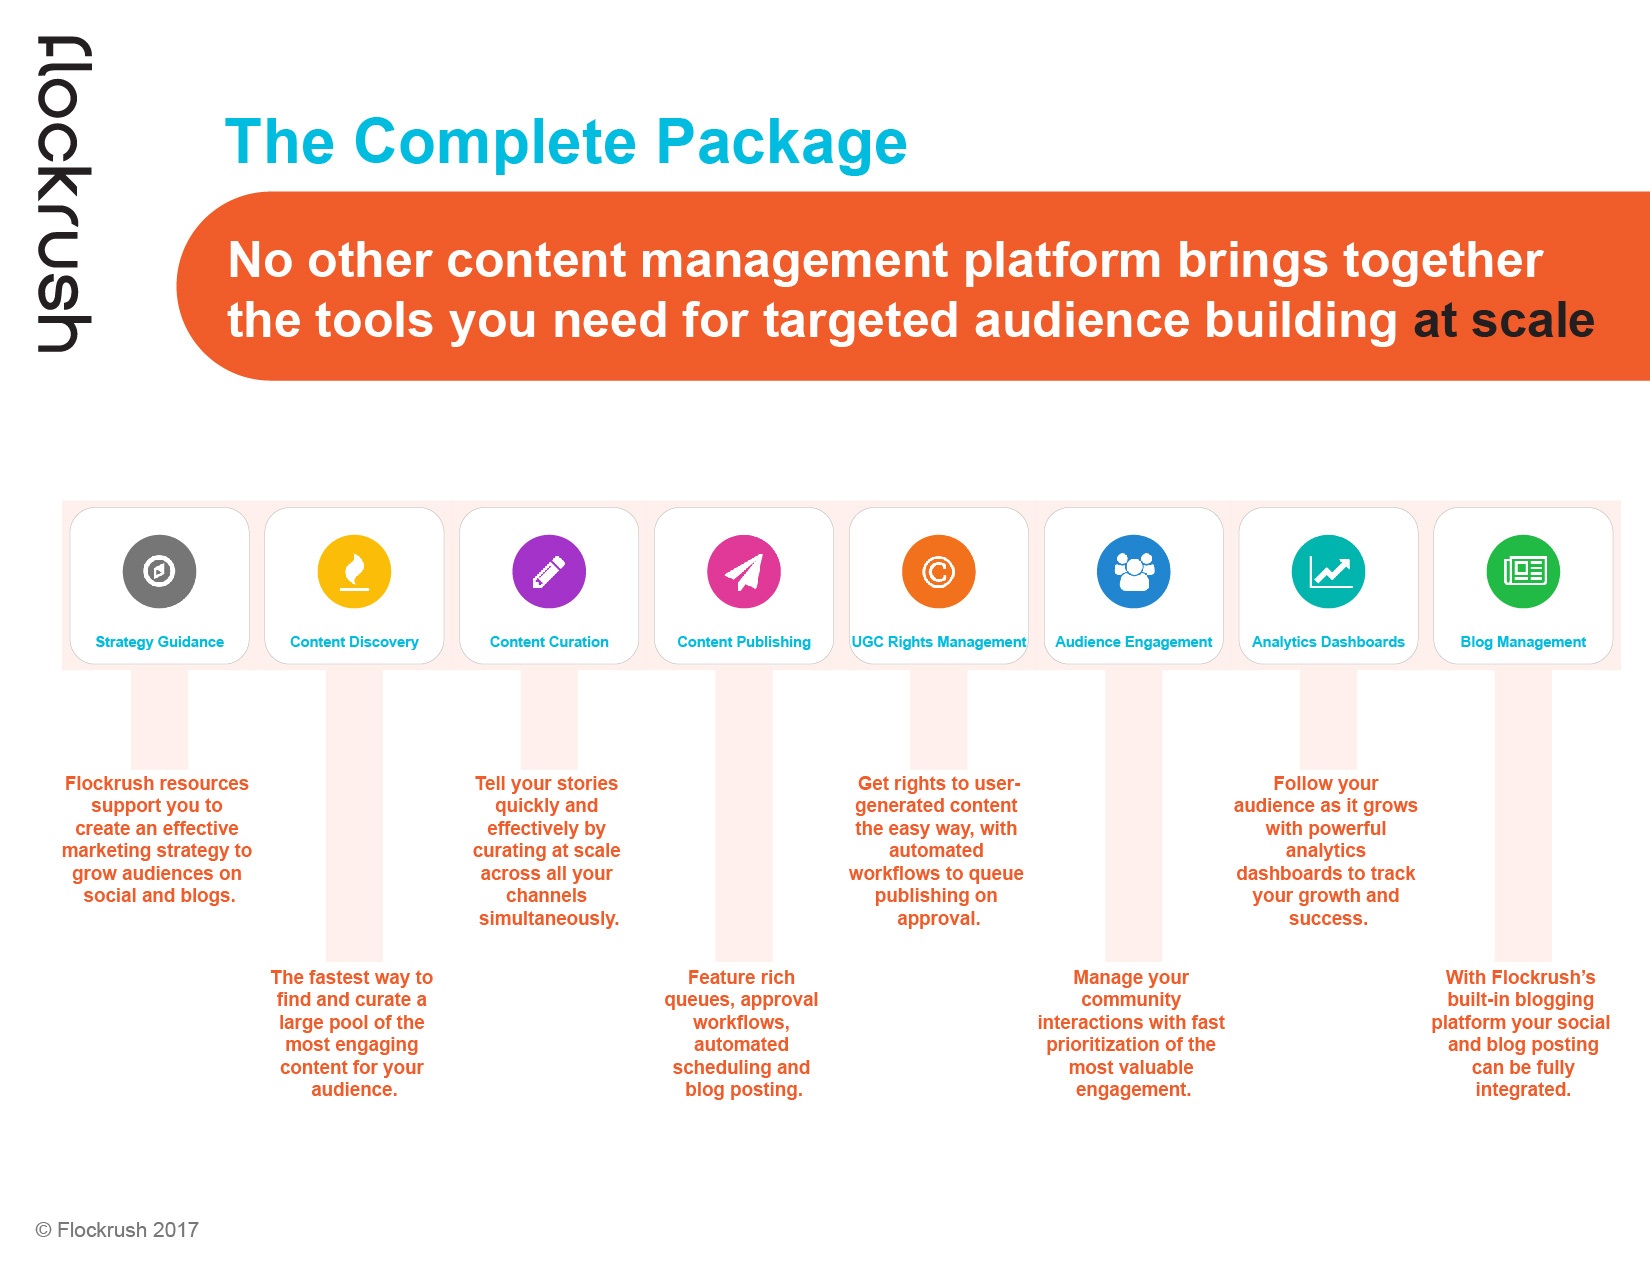 flockrush
The Complete Package
No other content management platform brings together
the tools you need for targeted audience building at scale
Strategy Guidance
Content Discovery
Content Curation
Content Publishing
UGC Rights Management
Audience Engagement
Analytics Dashboards
Blog Management
Flockrush resources
support you to
create an effective
marketing strategy to
grow audiences on
social and blogs.
The fastest way to
find and curate a
large pool of the
most engaging
content for your
audience.
Tell your stories
quickly and
effectively by
curating at scale
across all your
channels
simultaneously.
Feature rich
queues, approval
workflows,
automated
scheduling and
blog posting.
Get rights to user-
generated content
the easy way, with
automated
workflows to queue
publishing on
approval.
Manage your
community
interactions with fast
prioritization of the
most valuable
engagement.
Follow your
audience as it grows
with powerful
analytics
dashboards to track
your growth and
success.
With Flockrush’s
built-in blogging
platform your social
and blog posting
can be fully
integrated.
© Flockrush 2017